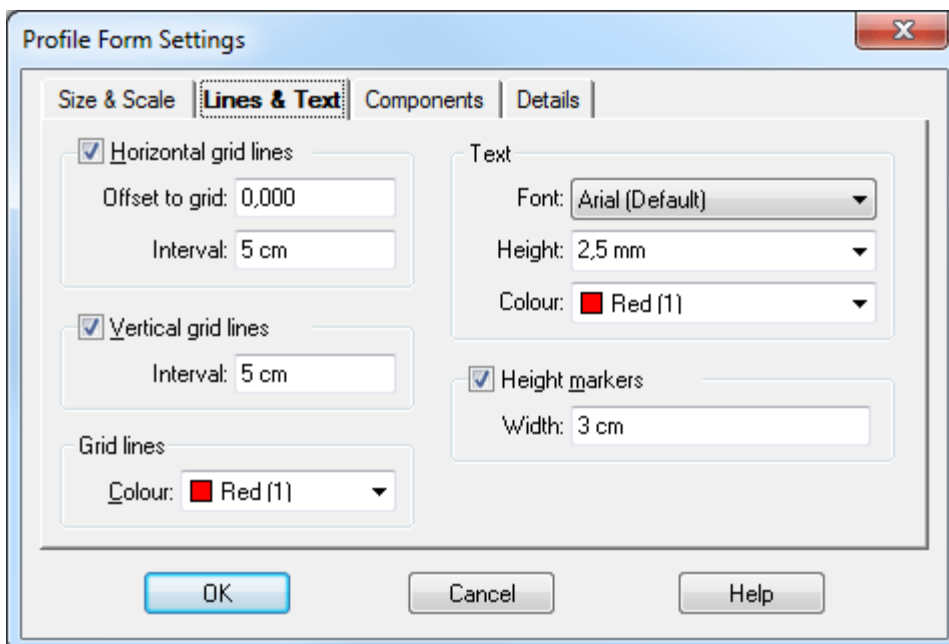 Profile Form Settings
Size & Scale Lines & Text Components Details
Horizontal grid lines
Offset to grid: 0,000
Interval: 5 cm
Vertical grid lines
Interval: 5 cm
Grid lines
Colour: Red (1)
Text
Font: Arial (Default)
Height: 2,5 mm
Colour: Red (1)
Height markers
Width: 3 cm
OK Cancel Help